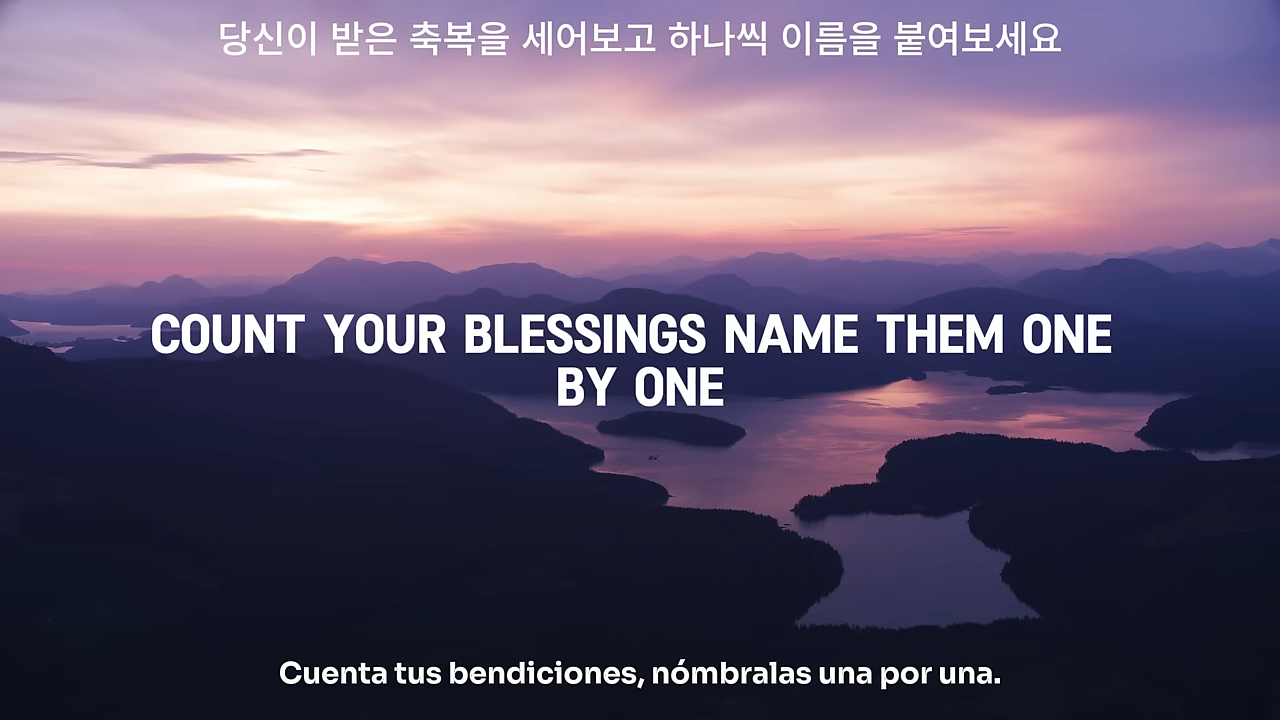 당신이 받은 축복을 세어보고 하나씩 이름을 붙여보세요
COUNT YOUR BLESSINGS NAME THEM ONE
BY ONE
Cuenta tus bendiciones, nómbralas una por una.